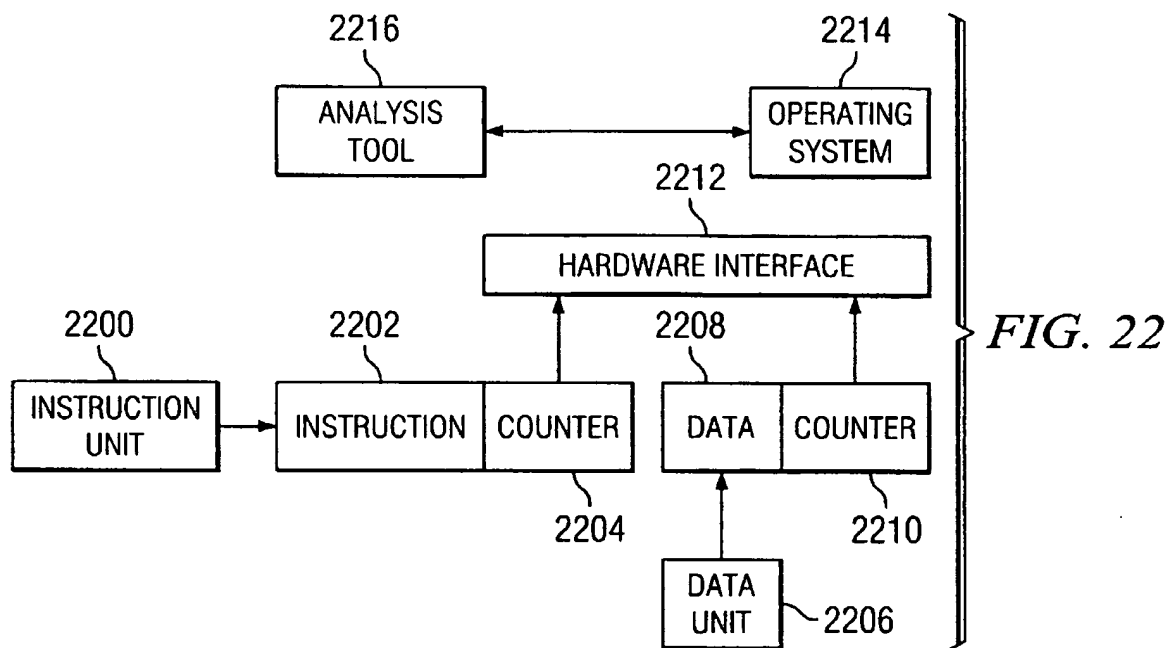 2216
2214
ANALYSIS
TOOL
OPERATING
SYSTEM
2212
HARDWARE INTERFACE
2200
2202
2208
FIG. 22
INSTRUCTION
UNIT
INSTRUCTION
COUNTER
DATA
COUNTER
2204
2210
DATA
UNIT
2206